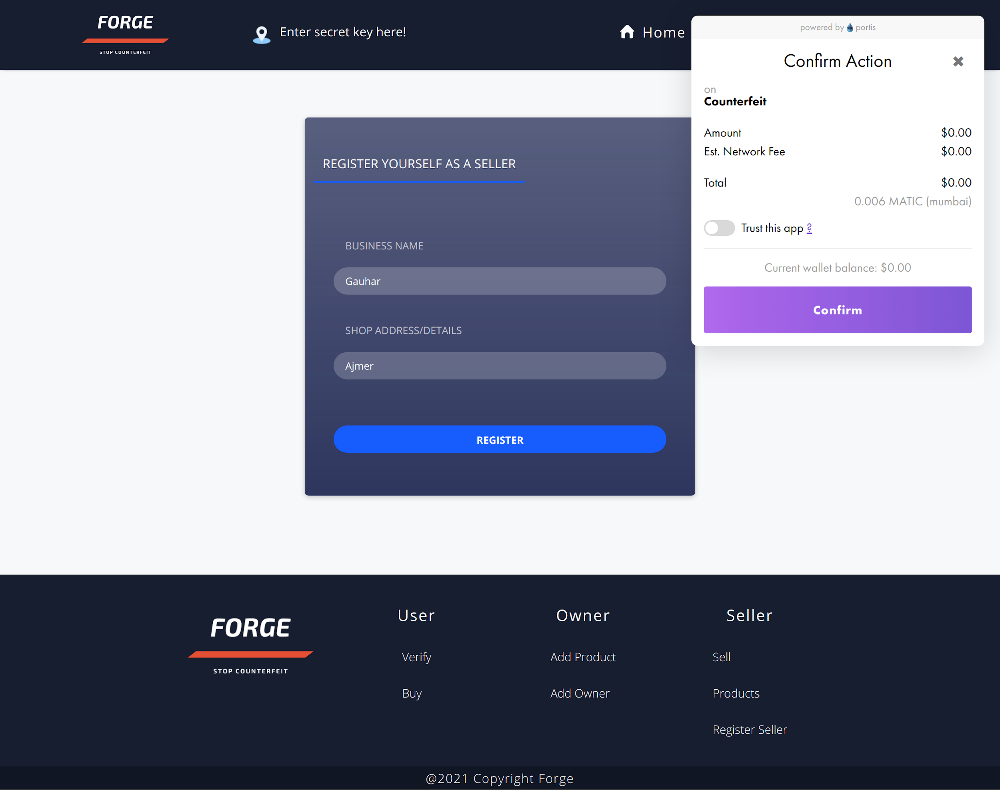 FORGE
STOP COUNTERFEIT
Enter secret key here!
Home
powered by portis
Confirm Action
on
Counterfeit
Amount $0.00
Est. Network Fee $0.00
Total $0.00
0.006 MATIC (mumbai)
Trust this app ?
Current wallet balance: $0.00
Confirm
REGISTER YOURSELF AS A SELLER
BUSINESS NAME
Gauhar
SHOP ADDRESS/DETAILS
Ajmer
REGISTER
FORGE
STOP COUNTERFEIT
User
Verify
Buy
Owner
Add Product
Add Owner
Seller
Sell
Products
Register Seller
@2021 Copyright Forge